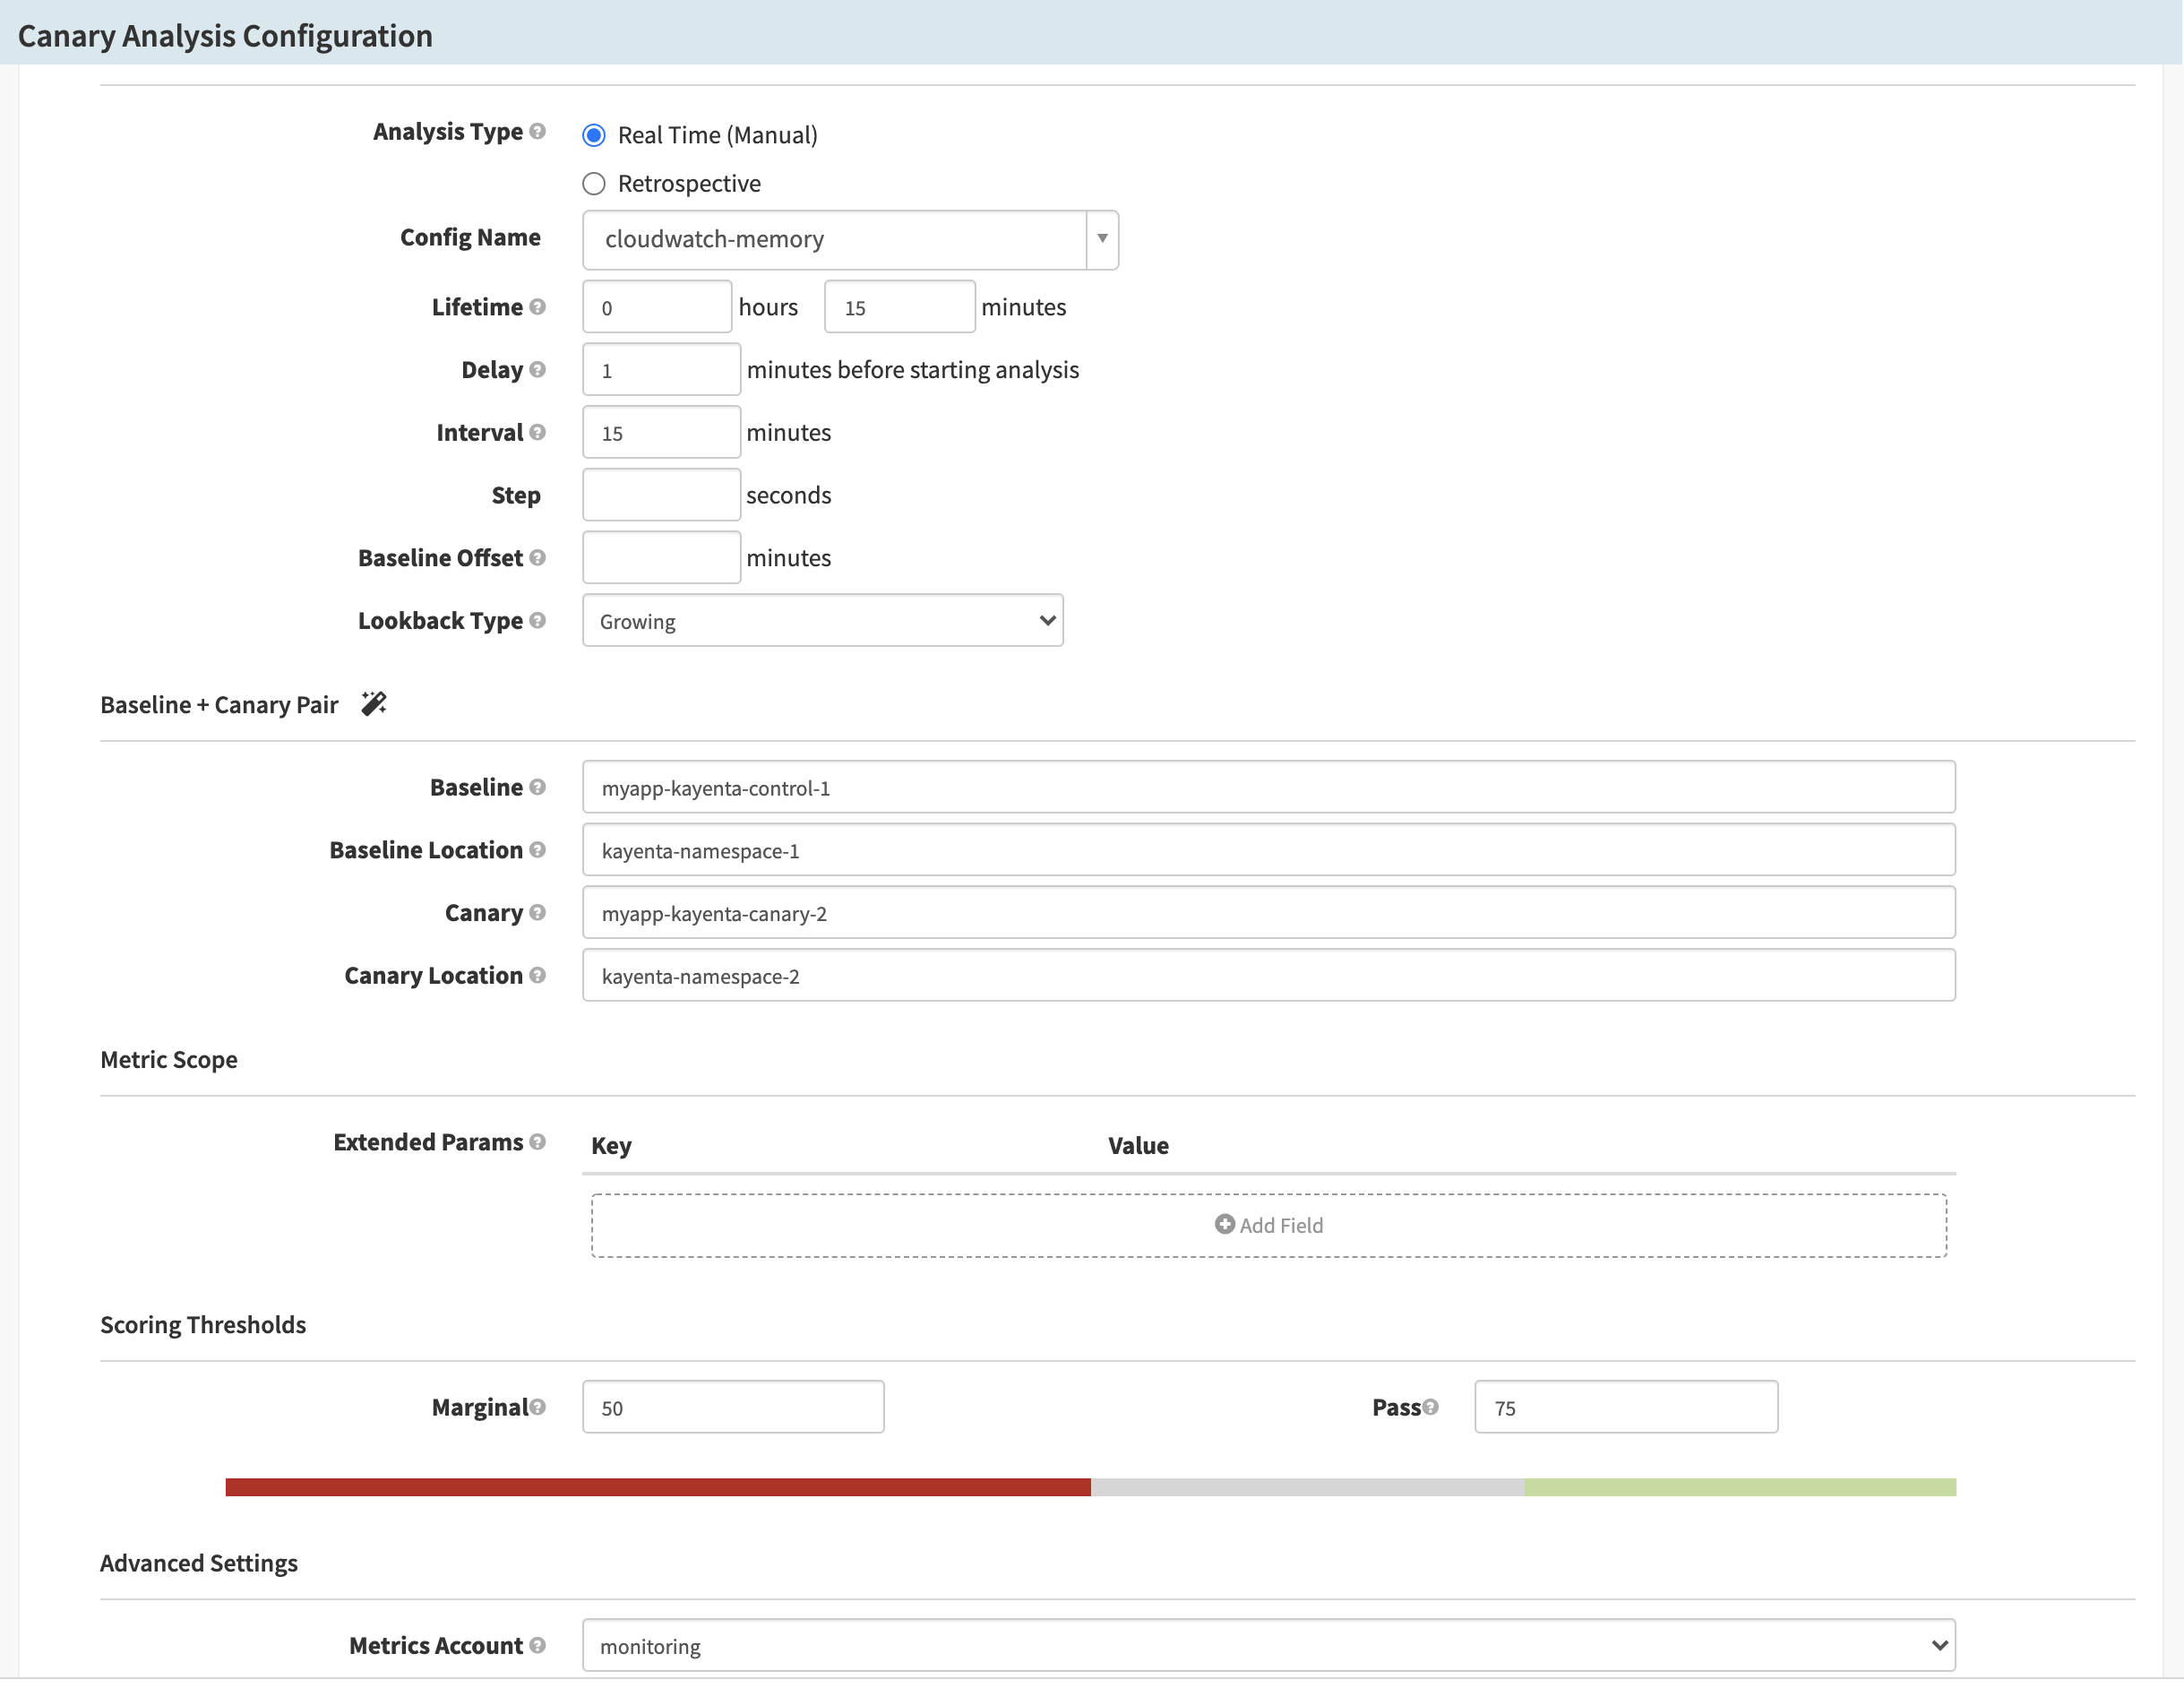 Canary Analysis Configuration
Analysis Type
Real Time (Manual)
Retrospective
Config Name cloudwatch-memory
Lifetime 0 hours 15 minutes
Delay 1 minutes before starting analysis
Interval 15 minutes
Step seconds
Baseline Offset minutes
Lookback Type Growing
Baseline + Canary Pair
Baseline myapp-kayenta-control-1
Baseline Location kayenta-namespace-1
Canary myapp-kayenta-canary-2
Canary Location kayenta-namespace-2
Metric Scope
Extended Params Key Value
Add Field
Scoring Thresholds
Marginal 50 Pass 75
Advanced Settings
Metrics Account monitoring